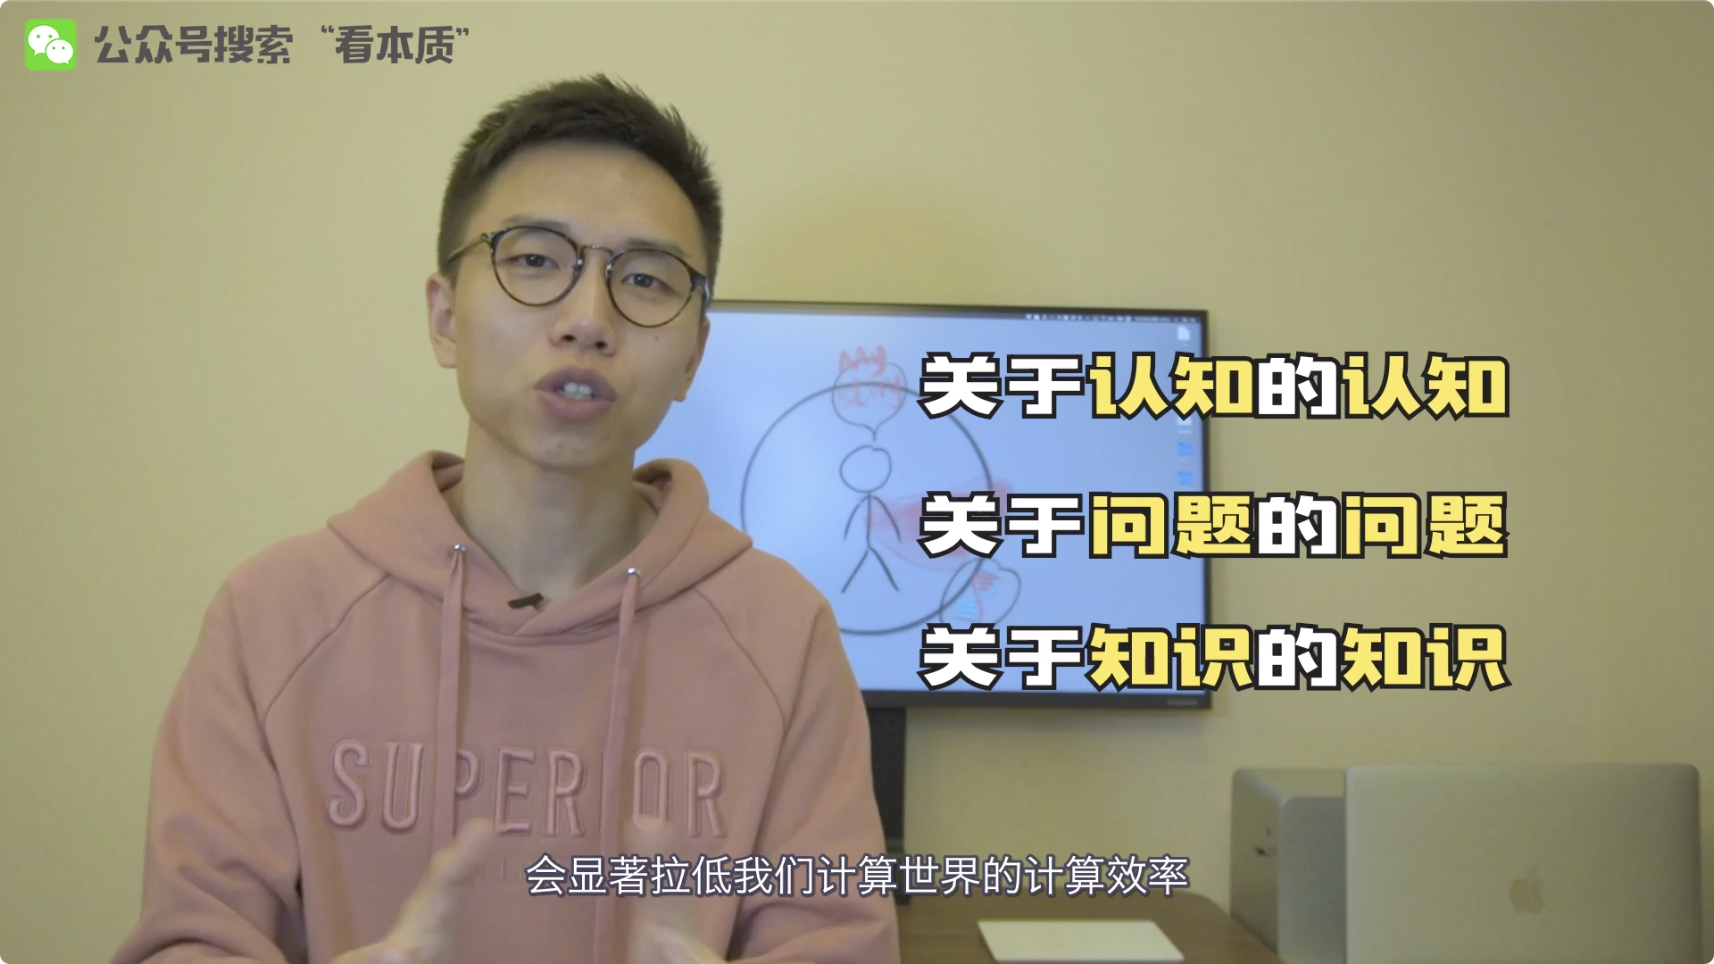 公众号搜索“看本质”
关于认知的认知
关于问题的问题
关于知识的知识
SUPERIOR
会显著拉低我们计算世界的计算效率